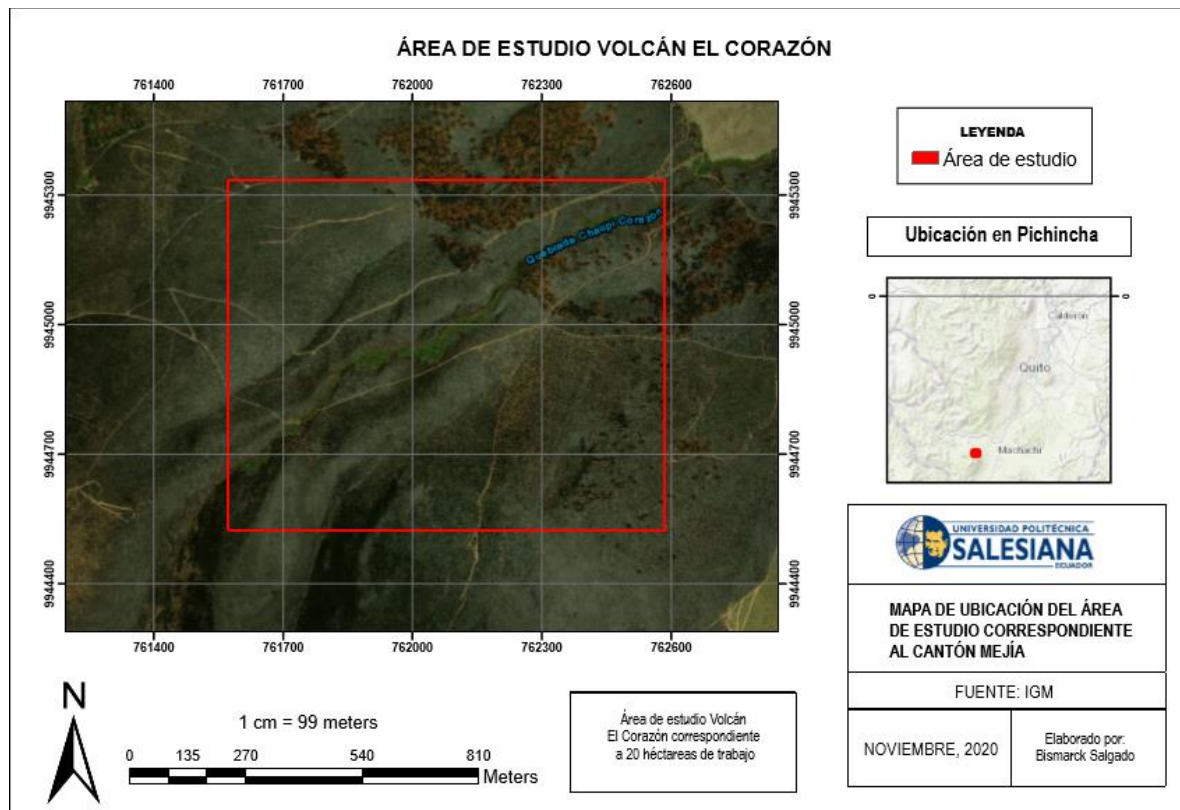 ÁREA DE ESTUDIO VOLCÁN EL CORAZÓN
761400 761700 762000 762300 762600
9945300 9945300
9945000 9945000
9944700 9944700
9944400 9944400
Quebrada Chaupi Corazón
761400 761700 762000 762300 762600
LEYENDA
Área de estudio
Ubicación en Pichincha
0 0
Calderón
Quito
Machachi
UNIVERSIDAD POLITÉCNICA
SALESIANA
ECUADOR
MAPA DE UBICACIÓN DEL ÁREA
DE ESTUDIO CORRESPONDIENTE
AL CANTÓN MEJÍA
FUENTE: IGM
NOVIEMBRE, 2020
Elaborado por:
Bismarck Salgado
N
1 cm = 99 meters
0 135 270 540 810
Meters
Área de estudio Volcán
El Corazón correspondiente
a 20 héctareas de trabajo